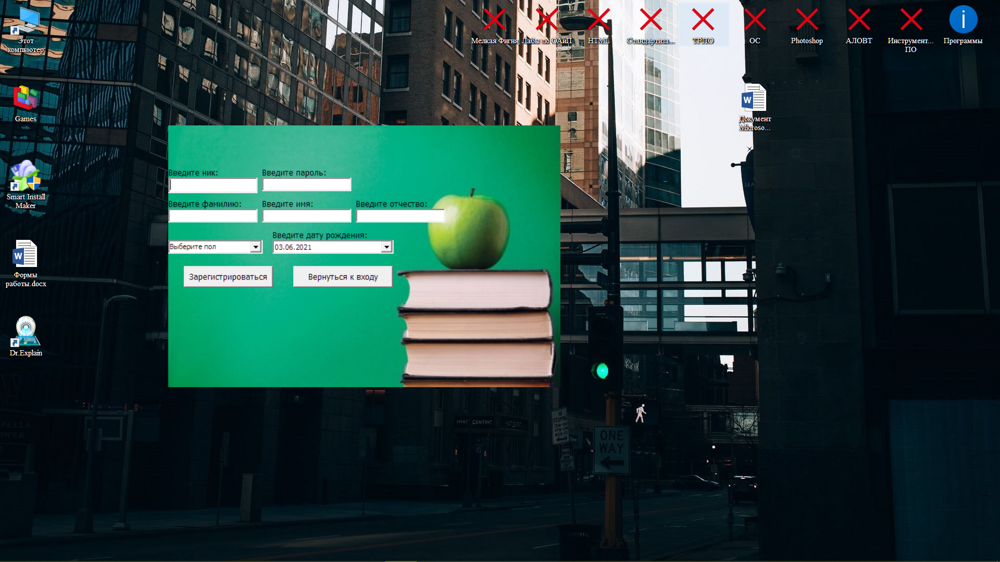 Этот
компьютер
Мелкая Фигня
Лабы по ОАиП
HTML
Стандартиза...
ТРПО
ОС
Photoshop
АЛОВТ
Инструмент...
ПО
Программы
Games
Документ
Microso...
Введите ник:
Введите пароль:
Smart Install
Maker
Введите фамилию:
Введите имя:
Введите отчество:
Введите дату рождения:
Выберите пол
03.06.2021
Зарегистрироваться
Вернуться к входу
Формы
работы.docx
Dr.Explain
HYATT CENTRIC
NO
STOPPING
ONE
WAY